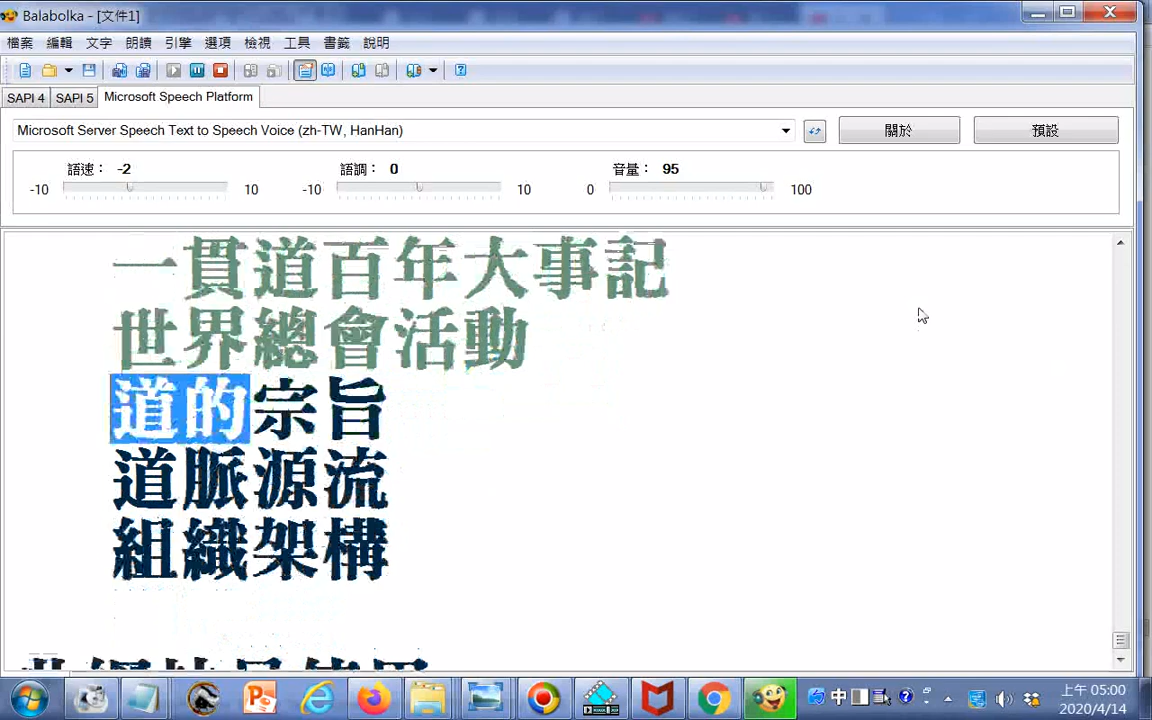 Balabolka - [文件1]
檔案 編輯 文字 朗讀 引擎 選項 檢視 工具 書籤 說明
SAPI 4 SAPI 5 Microsoft Speech Platform
Microsoft Server Speech Text to Speech Voice (zh-TW, HanHan) 關於 預設
語速： -2 語調： 0 音量： 95
-10 10 -10 10 0 100
一貫道百年大事記
世界總會活動
道的宗旨
道脈源流
組織架構
中 上午 05:00
2020/4/14